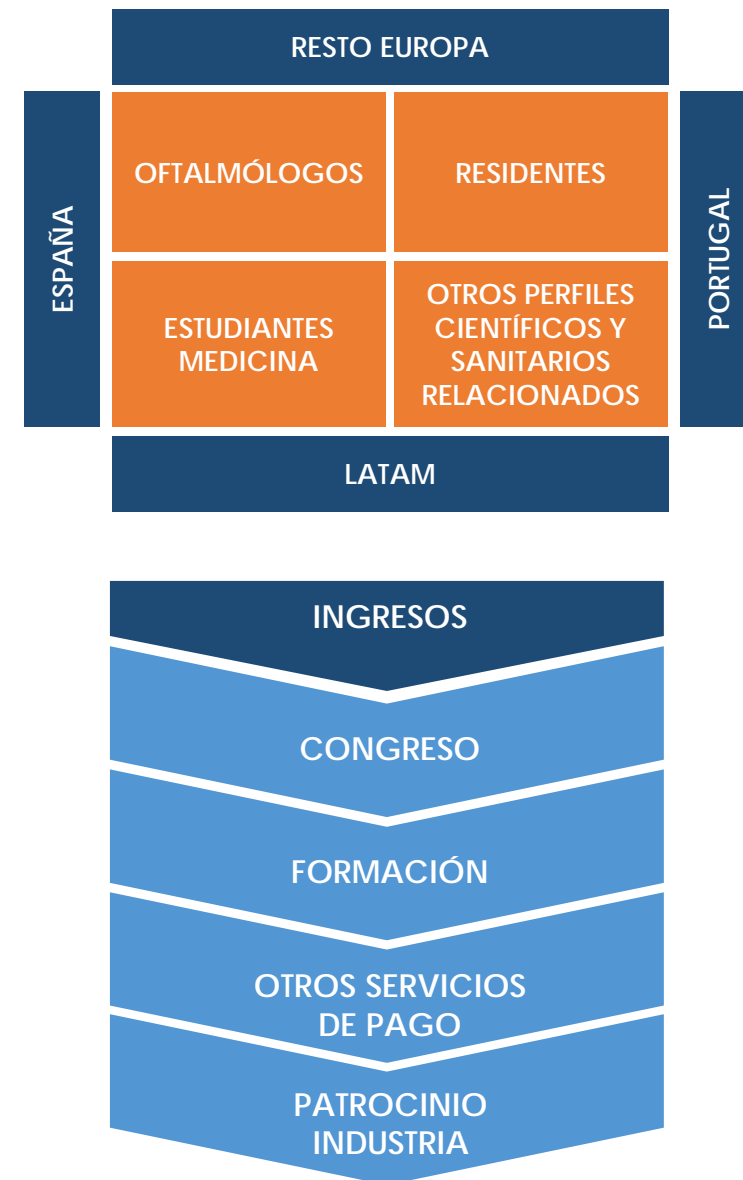 RESTO EUROPA
ESPAÑA
OFTALMÓLOGOS
RESIDENTES
PORTUGAL
ESTUDIANTES
MEDICINA
OTROS PERFILES
CIENTÍFICOS Y
SANITARIOS
RELACIONADOS
LATAM
INGRESOS
CONGRESO
FORMACIÓN
OTROS SERVICIOS
DE PAGO
PATROCINIO
INDUSTRIA